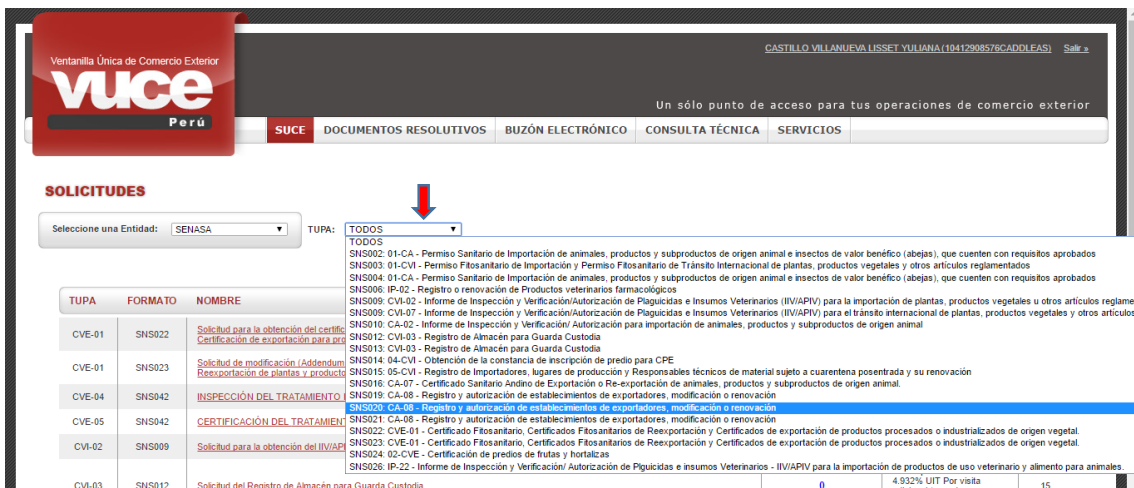 CASTILLO VILLANUEVA LISSET YULIANA (10412908576CADDLEAS) Salir »
Ventanilla Única de Comercio Exterior
vuce
Perú
Un sólo punto de acceso para tus operaciones de comercio exterior
SUCE DOCUMENTOS RESOLUTIVOS BUZÓN ELECTRÓNICO CONSULTA TÉCNICA SERVICIOS
SOLICITUDES
Seleccione una Entidad: SENASA TUPA: TODOS
TODOS
SNS002: 01-CA - Permiso Sanitario de Importación de animales, productos y subproductos de origen animal e insectos de valor benéfico (abejas), que cuenten con requisitos aprobados
SNS003: 01-CVI - Permiso Fitosanitario de Importación y Permiso Fitosanitario de Tránsito Internacional de plantas, productos vegetales y otros artículos reglamentados
SNS004: 01-CA - Permiso Sanitario de Importación de animales, productos y subproductos de origen animal e insectos de valor benéfico (abejas), que cuenten con requisitos aprobados
SNS006: IP-02 - Registro o renovación de Productos veterinarios farmacológicos
SNS009: CVI-02 - Informe de Inspección y Verificación/Autorización de Plaguicidas e Insumos Veterinarios (IIV/APIV) para la importación de plantas, productos vegetales u otros artículos reglame
SNS009: CVI-07 - Informe de Inspección y Verificación/Autorización de Plaguicidas e Insumos Veterinarios (IIV/APIV) para el tránsito internacional de plantas, productos vegetales y otros artículos
SNS010: CA-02 - Informe de Inspección y Verificación/ Autorización para importación de animales, productos y subproductos de origen animal
SNS012: CVI-03 - Registro de Almacén para Guarda Custodia
SNS013: CVI-03 - Registro de Almacén para Guarda Custodia
SNS014: 04-CVI - Obtención de la constancia de inscripción de predio para CPE
SNS015: 05-CVI - Registro de Importadores, lugares de producción y Responsables técnicos de material sujeto a cuarentena posentrada y su renovación
SNS016: CA-07 - Certificado Sanitario Andino de Exportación o Re-exportación de animales, productos y subproductos de origen animal.
SNS019: CA-08 - Registro y autorización de establecimientos de exportadores, modificación o renovación
SNS020: CA-08 - Registro y autorización de establecimientos de exportadores, modificación o renovación
SNS021: CA-08 - Registro y autorización de establecimientos de exportadores, modificación o renovación
SNS022: CVE-01 - Certificado Fitosanitario, Certificados Fitosanitarios de Reexportación y Certificados de exportación de productos procesados o industrializados de origen vegetal.
SNS023: CVE-01 - Certificado Fitosanitario, Certificados Fitosanitarios de Reexportación y Certificados de exportación de productos procesados o industrializados de origen vegetal.
SNS024: 02-CVE - Certificación de predios de frutas y hortalizas
SNS026: IP-22 - Informe de Inspección y Verificación/ Autorización de Plguicidas e insumos Veterinarios - IIV/APIV para la importación de productos de uso veterinario y alimento para animales.
TUPA FORMATO NOMBRE
CVE-01 SNS022 Solicitud para la obtención del certific
Certificación de exportación para pro
CVE-01 SNS023 Solicitud de modificación (Addendum
Reexportación de plantas y producto
CVE-04 SNS042 INSPECCIÓN DEL TRATAMIENTO
CVE-05 SNS042 CERTIFICACIÓN DEL TRATAMIEN
CVI-02 SNS009 Solicitud para la obtención del IIV/API
CVI-03 SNS012 Solicitud del Registro de Almacén para Guarda Custodia 0 4.932% UIT Por visita 15